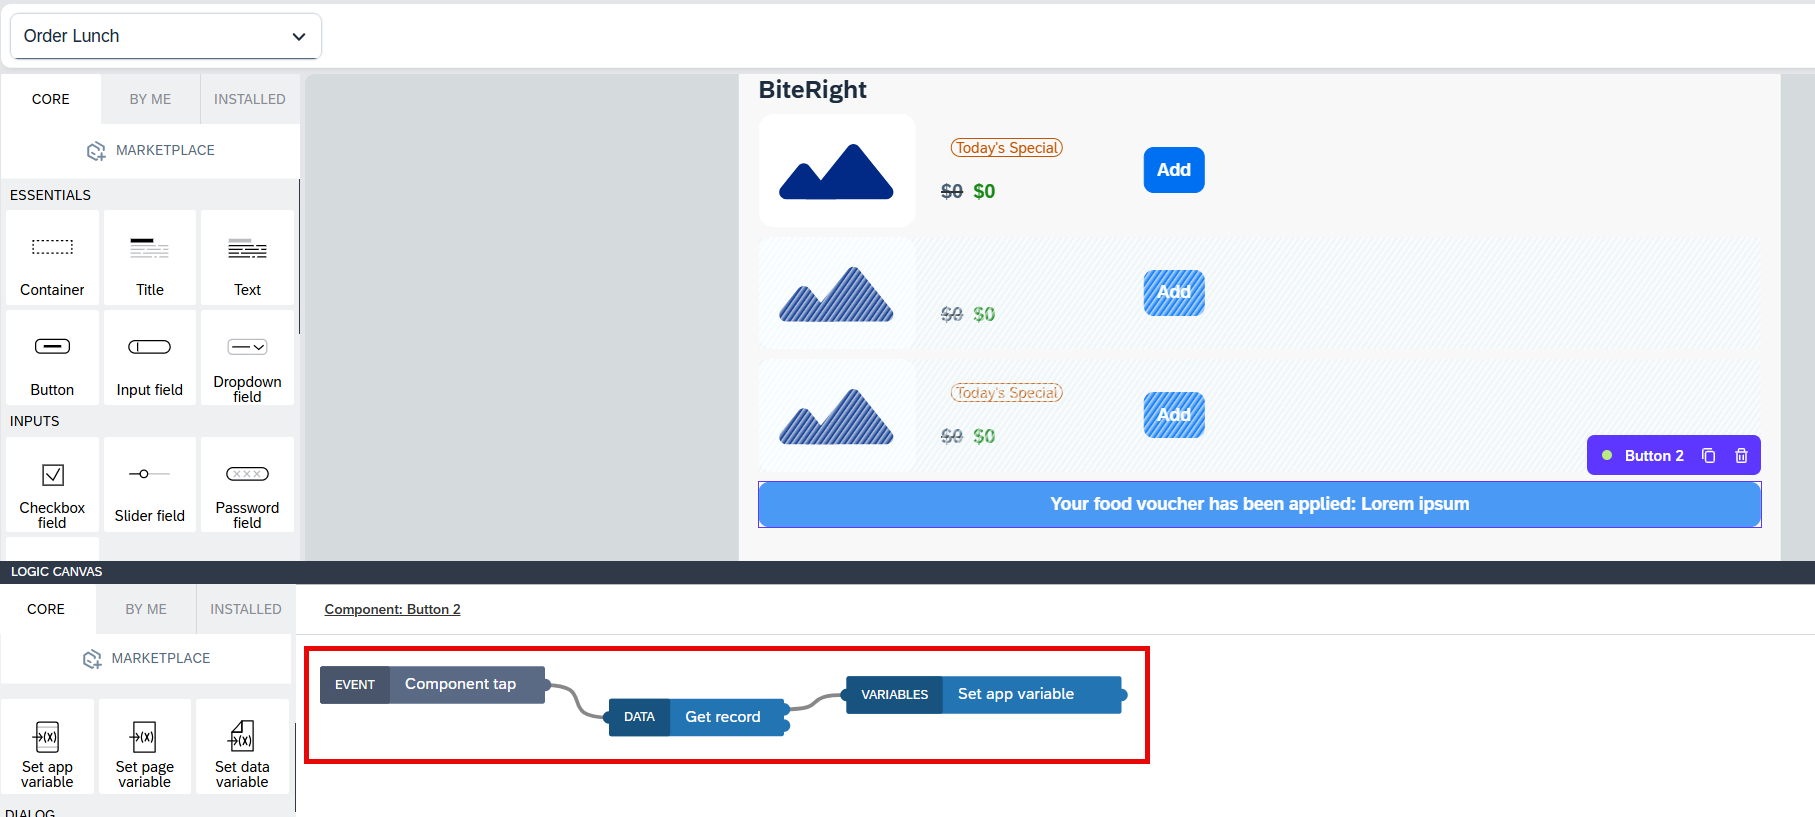 Order Lunch
CORE
BY ME
INSTALLED
MARKETPLACE
ESSENTIALS
Container
Title
Text
Button
Input field
Dropdown
field
INPUTS
Checkbox
field
Slider field
Password
field
BiteRight
Today's Special
$0 $0
Add
$0 $0
Add
Today's Special
$0 $0
Add
Button 2
Your food voucher has been applied: Lorem ipsum
LOGIC CANVAS
CORE
BY ME
INSTALLED
MARKETPLACE
Set app
variable
Set page
variable
Set data
variable
DIALOG
Component: Button 2
EVENT
Component tap
DATA
Get record
VARIABLES
Set app variable